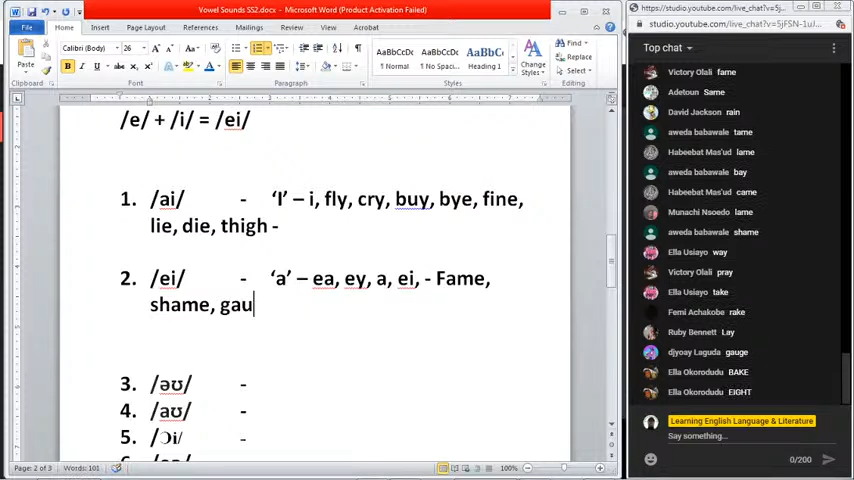 Vowel Sounds SS2.docx - Microsoft Word (Product Activation Failed)
File Home Insert Page Layout References Mailings Review View Acrobat
Paste
Calibri (Body) 28
AaBbCcDc AaBbCcDc AaBbC
¶ Normal ¶ No Spaci... Heading 1
Change Styles
Find
Replace
Select
Clipboard Font Paragraph Styles Editing
/e/ + /i/ = /ei/
1. /ai/ - ‘I’ – i, fly, cry, buy, bye, fine,
lie, die, thigh -
2. /ei/ - ‘a’ – ea, ey, a, ei, - Fame,
shame, gau
3. /əʊ/ -
4. /aʊ/ -
5. /Ɔi/ -
Page: 2 of 3 Words: 101 100%
studio.youtube.com/live_chat?v=5jFSN-1uJ
Top chat
Victory Olali fame
Adetoun Same
David Jackson rain
aweda babawale tame
Habeebat Mas'ud lame
aweda babawale bay
Habeebat Mas'ud came
Munachi Nsoedo lame
aweda babawale shame
Ella Usiayo way
Victory Olali pray
Ella Usiayo take
Femi Achakobe rake
Ruby Bennett Lay
djyoay Laguda gauge
Ella Okorodudu BAKE
Ella Okorodudu EIGHT
Learning English Language & Literature
Say something...
0/200